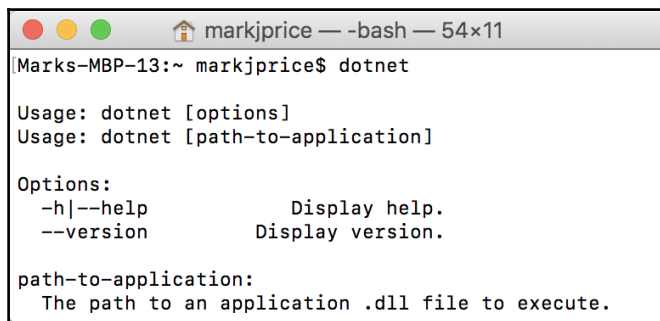 markjprice — -bash — 54×11
[Marks-MBP-13:~ markjprice$ dotnet
Usage: dotnet [options]
Usage: dotnet [path-to-application]
Options:
  -h|--help            Display help.
  --version         Display version.
path-to-application:
  The path to an application .dll file to execute.